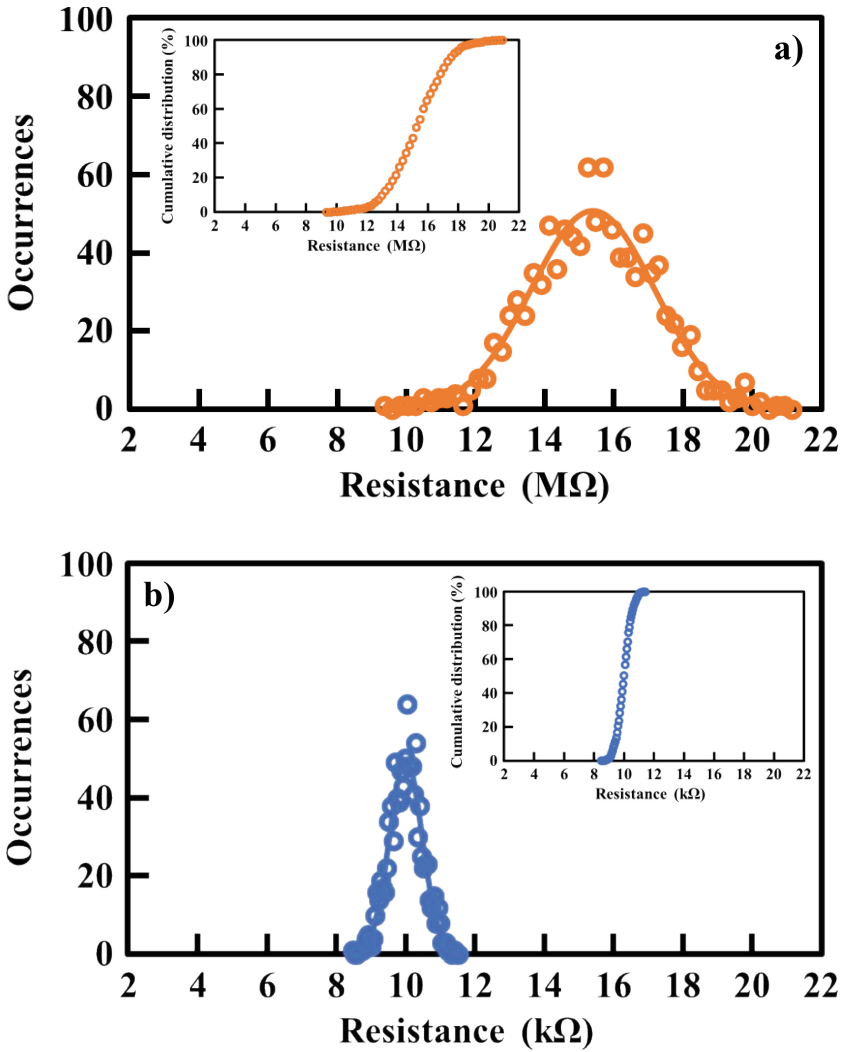 a)
100
80
60
40
20
0
Occurrences
2 4 6 8 10 12 14 16 18 20 22
Resistance (MΩ)
100
80
60
40
20
0
Cumulative distribution (%)
2 4 6 8 10 12 14 16 18 20 22
Resistance (MΩ)
b)
100
80
60
40
20
0
Occurrences
2 4 6 8 10 12 14 16 18 20 22
Resistance (kΩ)
100
80
60
40
20
0
Cumulative distribution (%)
2 4 6 8 10 12 14 16 18 20 22
Resistance (kΩ)